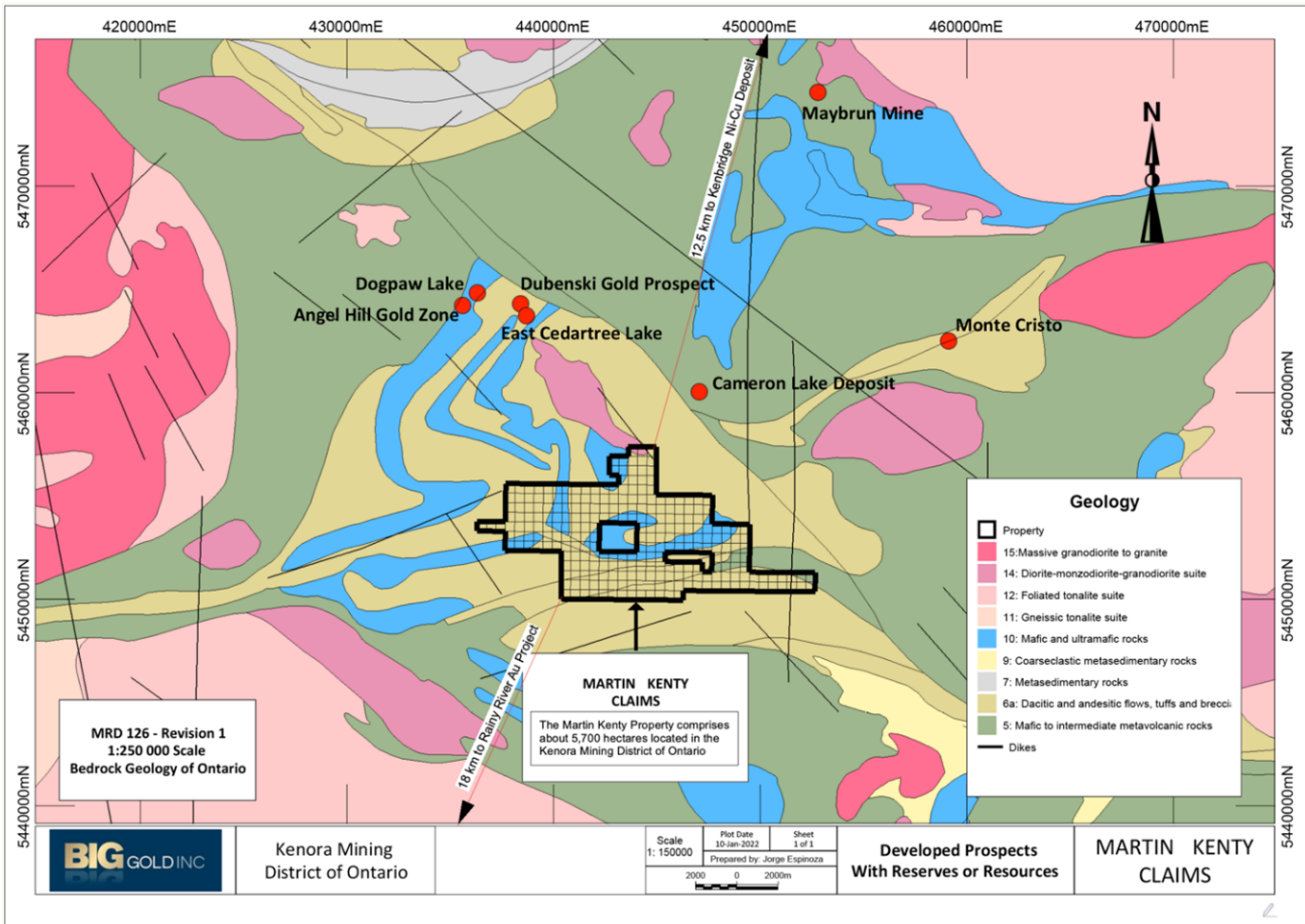 420000mE
430000mE
440000mE
450000mE
460000mE
470000mE
5470000mN
5460000mN
5450000mN
5440000mN
5470000mN
5460000mN
5450000mN
5440000mN
12.5 km to Kenbridge Ni-Cu Deposit
Maybrun Mine
N
Dogpaw Lake
Dubenski Gold Prospect
Angel Hill Gold Zone
East Cedartree Lake
Monte Cristo
Cameron Lake Deposit
18 km to Rainy River Au Project
MARTIN KENTY
CLAIMS
The Martin Kenty Property comprises
about 5,700 hectares located in the
Kenora Mining District of Ontario
MRD 126 - Revision 1
1:250 000 Scale
Bedrock Geology of Ontario
Geology
Property
15:Massive granodiorite to granite
14: Diorite-monzodiorite-granodiorite suite
12: Foliated tonalite suite
11: Gneissic tonalite suite
10: Mafic and ultramafic rocks
9: Coarseclastic metasedimentary rocks
7: Metasedimentary rocks
6a: Dacitic and andesitic flows, tuffs and breccia
5: Mafic to intermediate metavolcanic rocks
Dikes
BIG GOLD INC
Kenora Mining
District of Ontario
Scale
1: 150000
Plot Date
10-Jan-2022
Sheet
1 of 1
Prepared by: Jorge Espinoza
2000 0 2000m
Developed Prospects
With Reserves or Resources
MARTIN KENTY
CLAIMS